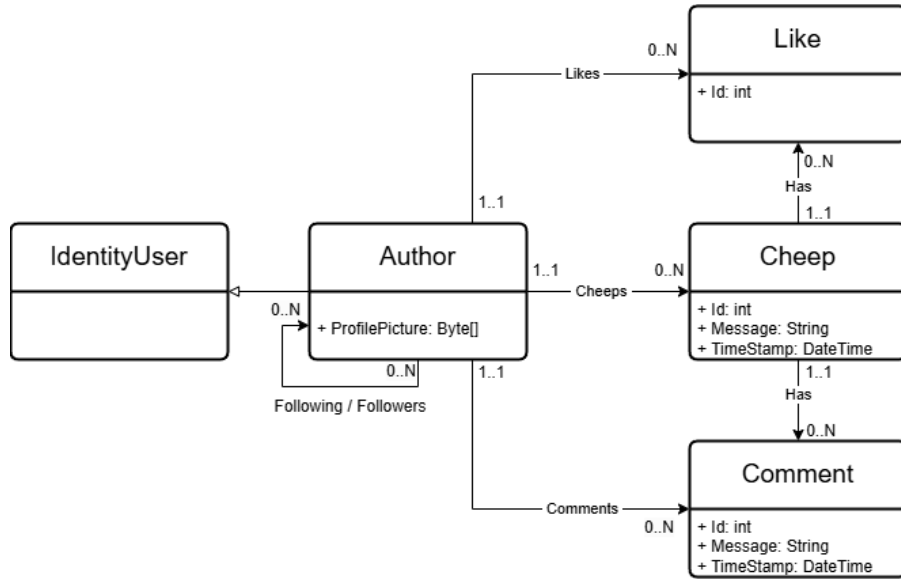 Like
+ Id: int
0..N
Likes
1..1
0..N
Has
1..1
IdentityUser
Author
+ ProfilePicture: Byte[]
1..1
Cheeps
0..N
Cheep
+ Id: int
+ Message: String
+ TimeStamp: DateTime
0..N
0..N
Following / Followers
1..1
1..1
Has
0..N
Comments
0..N
Comment
+ Id: int
+ Message: String
+ TimeStamp: DateTime